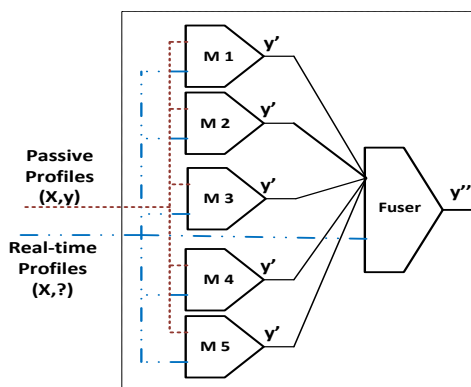 M 1
y'
M 2
y'
M 3
y'
M 4
y'
M 5
y'
Passive
Profiles
(X,y)
Real-time
Profiles
(X,?)
Fuser
y''